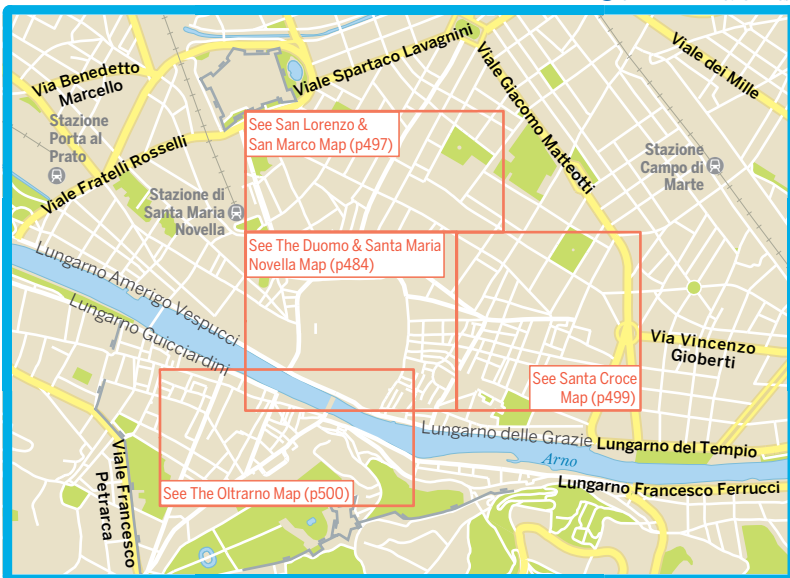 Viale Spartaco Lavagnini
Viale dei Mille
Via Benedetto
Marcello
Viale Giacomo Matteotti
Stazione
Porta al
Prato
See San Lorenzo &
San Marco Map (p497)
Viale Fratelli Rosselli
Stazione
Campo di
Marte
Stazione di
Santa Maria
Novella
See The Duomo & Santa Maria
Novella Map (p484)
Lungarno Amerigo Vespucci
Lungarno Guicciardini
Via Vincenzo
Gioberti
See Santa Croce
Map (p499)
Lungarno delle Grazie
Lungarno del Tempio
Arno
Viale Francesco
Petrarca
See The Oltrarno Map (p500)
Lungarno Francesco Ferrucci